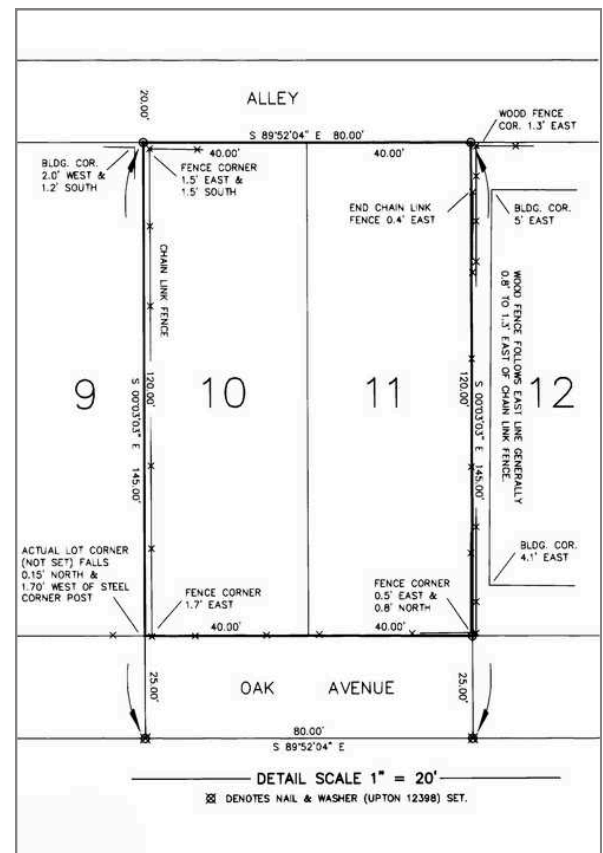 20.00'
ALLEY
S 89°52'04" E 80.00'
40.00'
40.00'
WOOD FENCE
COR. 1.3' EAST
BLDG. COR.
2.0' WEST &
1.2' SOUTH
FENCE CORNER
1.5' EAST &
1.5' SOUTH
END CHAIN LINK
FENCE 0.4' EAST
BLDG. COR.
5' EAST
CHAIN LINK FENCE
WOOD FENCE FOLLOWS EAST LINE GENERALLY
0.8' TO 1.3' EAST OF CHAIN LINK FENCE.
9
S 00°03'03" E 145.00'
120.00'
10
11
120.00'
S 00°03'03" E 145.00'
12
ACTUAL LOT CORNER
(NOT SET) FALLS
0.15' NORTH &
1.70' WEST OF STEEL
CORNER POST
FENCE CORNER
1.7' EAST
FENCE CORNER
0.5' EAST &
0.8' NORTH
BLDG. COR.
4.1' EAST
40.00'
40.00'
25.00'
OAK AVENUE
25.00'
80.00'
S 89°52'04" E
DETAIL SCALE 1" = 20'
DENOTES NAIL & WASHER (UPTON 12398) SET.